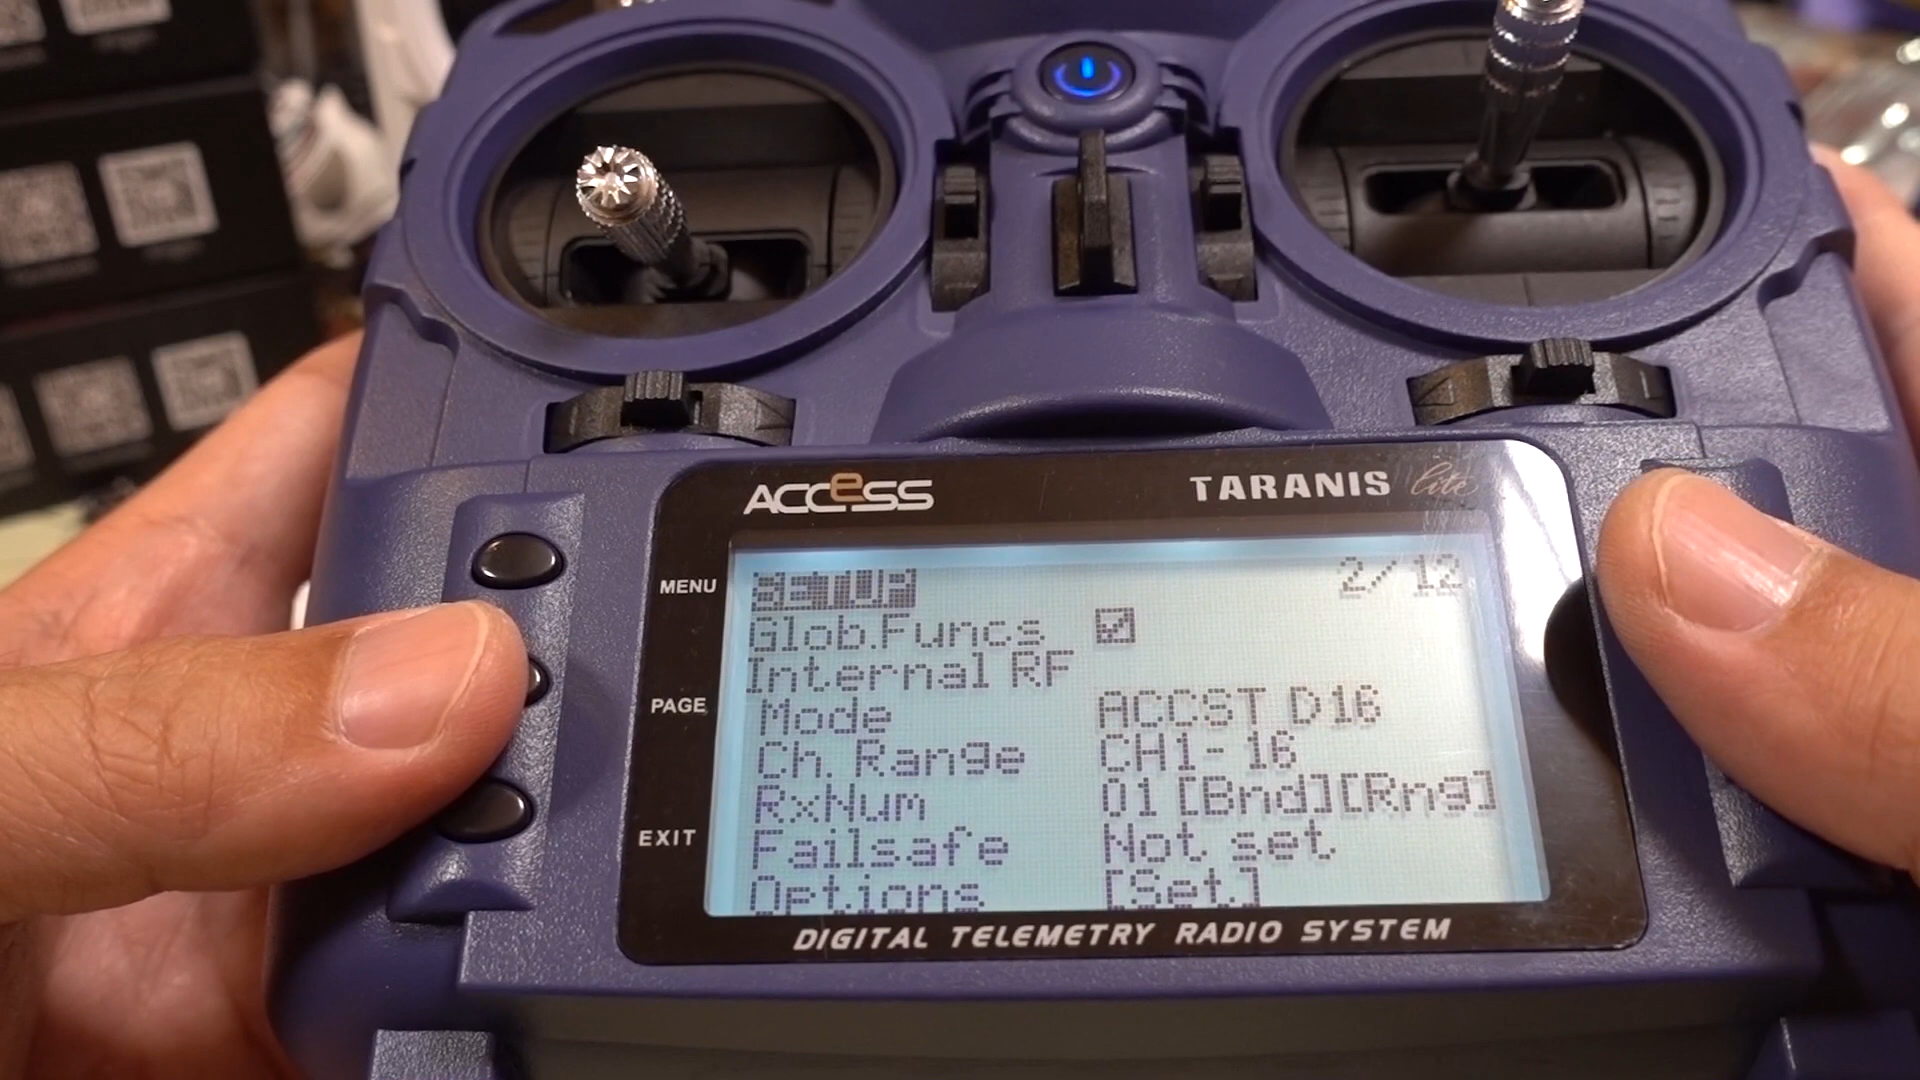 ACCeSS
TARANIS lite
MENU
PAGE
EXIT
SETUP 2/12
Glob.Funcs
Internal RF
Mode ACCST D16
Ch. Range CH1-16
RxNum 01 [Bnd][Rng]
Failsafe Not set
Options [Set]
DIGITAL TELEMETRY RADIO SYSTEM